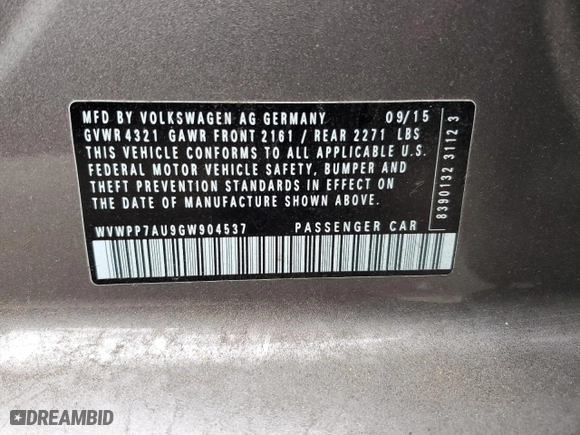 MFD BY VOLKSWAGEN AG GERMANY 09/15
GVWR 4321 GAWR FRONT 2161 / REAR 2271 LBS
THIS VEHICLE CONFORMS TO ALL APPLICABLE U.S.
FEDERAL MOTOR VEHICLE SAFETY, BUMPER AND
THEFT PREVENTION STANDARDS IN EFFECT ON
THE DATE OF MANUFACTURE SHOWN ABOVE.
WVWPP7AU9GW904537 PASSENGER CAR
8390132 3112 3
DREAMBID